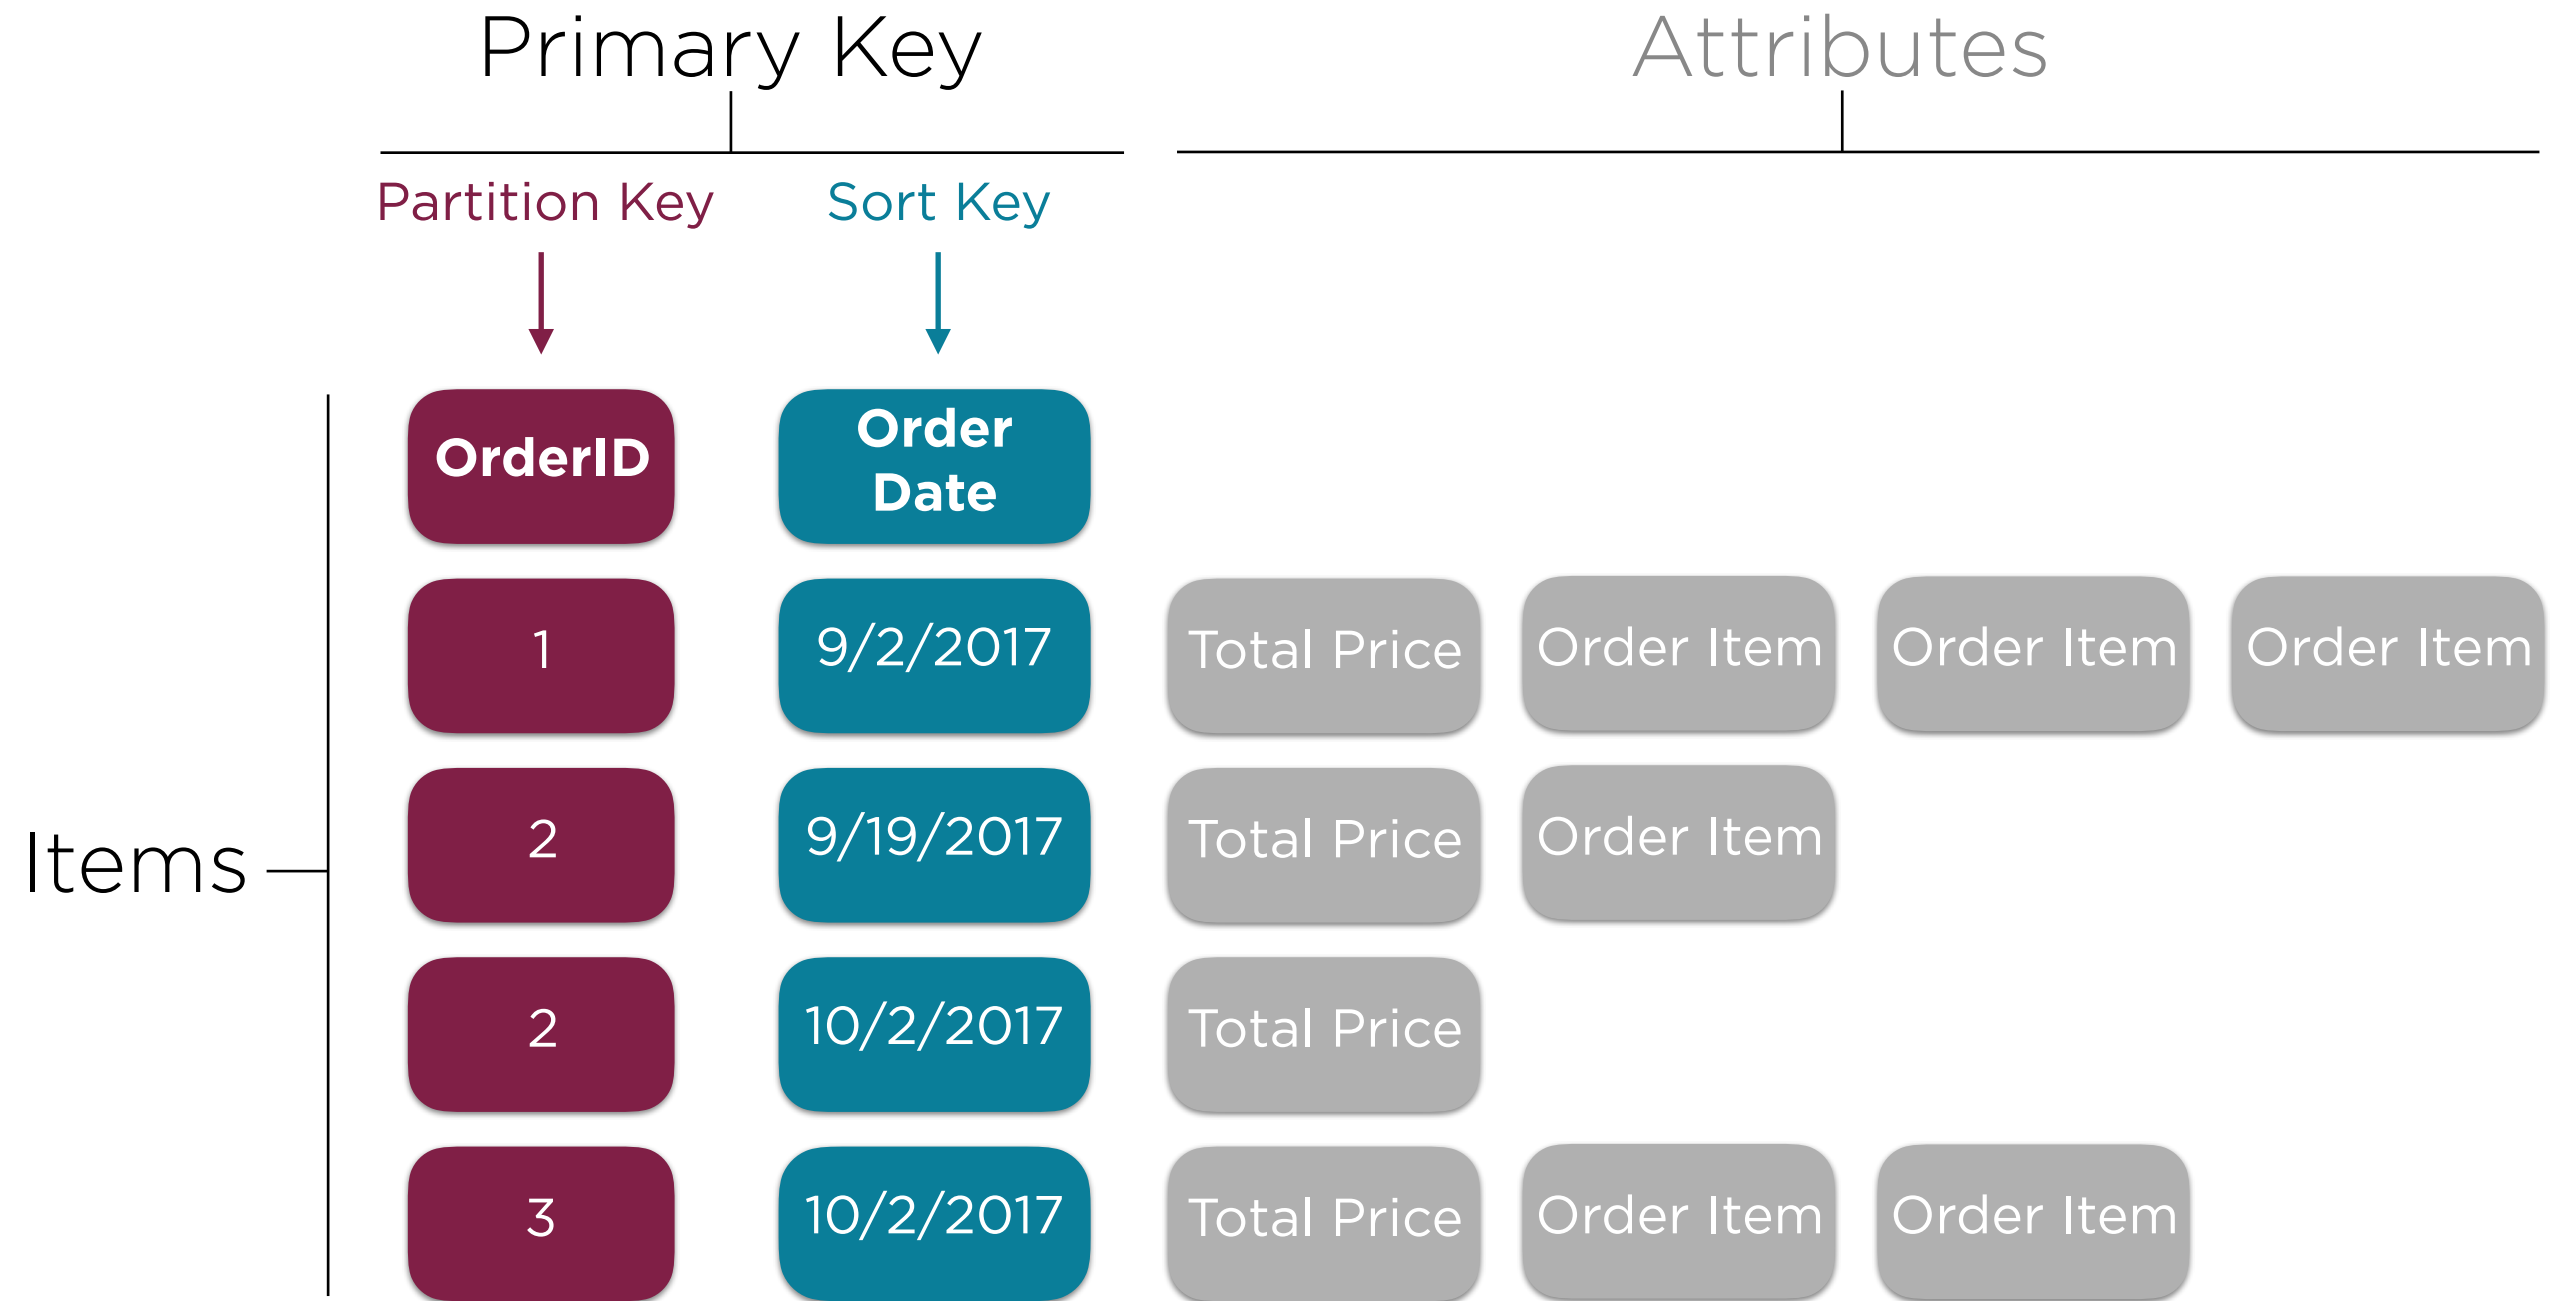 Primary Key
Attributes
Partition Key
Sort Key
OrderID
Order
Date
1
9/2/2017
Total Price
Order Item
Order Item
Order Item
Items
2
9/19/2017
Total Price
Order Item
2
10/2/2017
Total Price
3
10/2/2017
Total Price
Order Item
Order Item